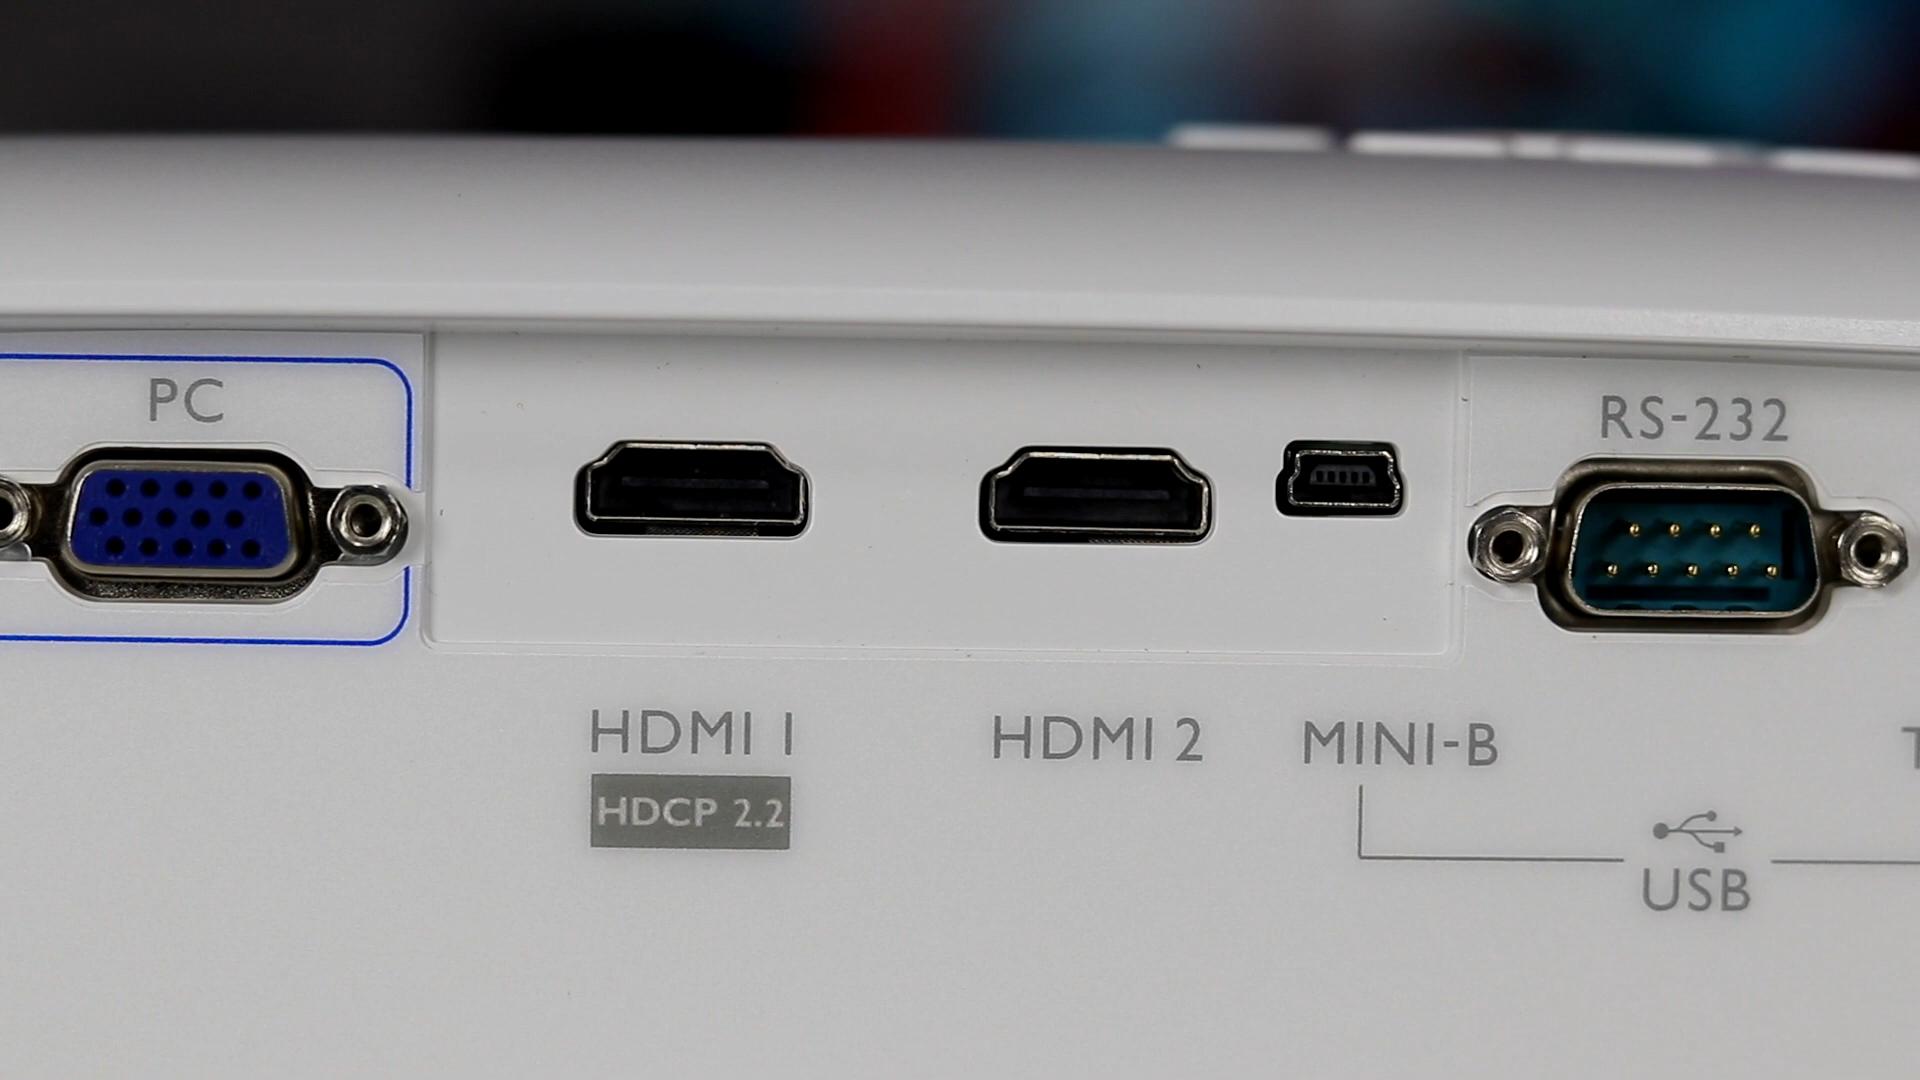 PC
RS-232
HDMI 1
HDMI 2
MINI-B
HDCP 2.2
USB